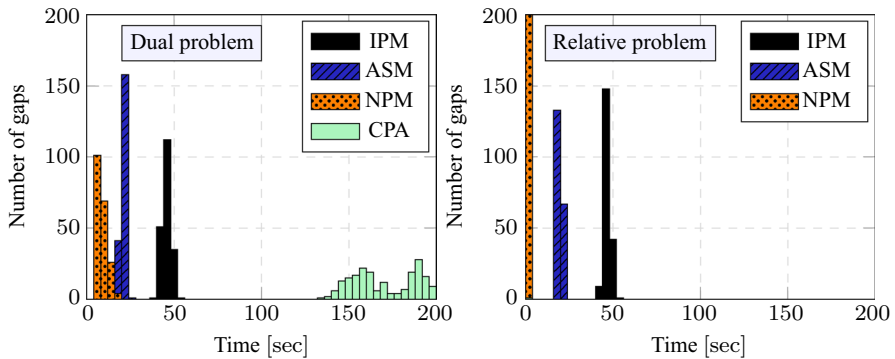 Dual problem
IPM
ASM
NPM
CPA
Number of gaps
200
150
100
50
0
0 50 100 150 200
Time [sec]
Relative problem
IPM
ASM
NPM
Number of gaps
200
150
100
50
0
0 50 100 150 200
Time [sec]